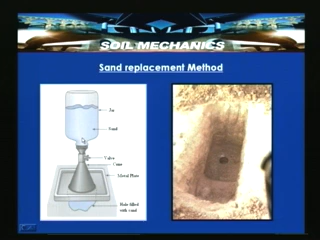 SOIL MECHANICS
Sand replacement Method
Jar
Sand
Valve
Cone
Metal Plate
Hole filled
with sand